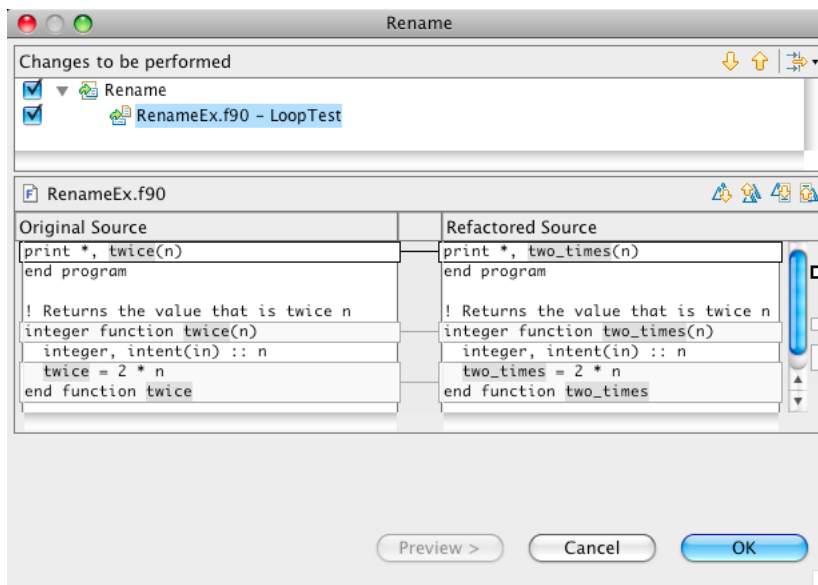 Rename
Changes to be performed
Rename
RenameEx.f90 - LoopTest
RenameEx.f90
Original Source
Refactored Source
print *, twice(n)
end program
! Returns the value that is twice n
integer function twice(n)
integer, intent(in) :: n
twice = 2 * n
end function twice
print *, two_times(n)
end program
! Returns the value that is twice n
integer function two_times(n)
integer, intent(in) :: n
two_times = 2 * n
end function two_times
Preview >
Cancel
OK